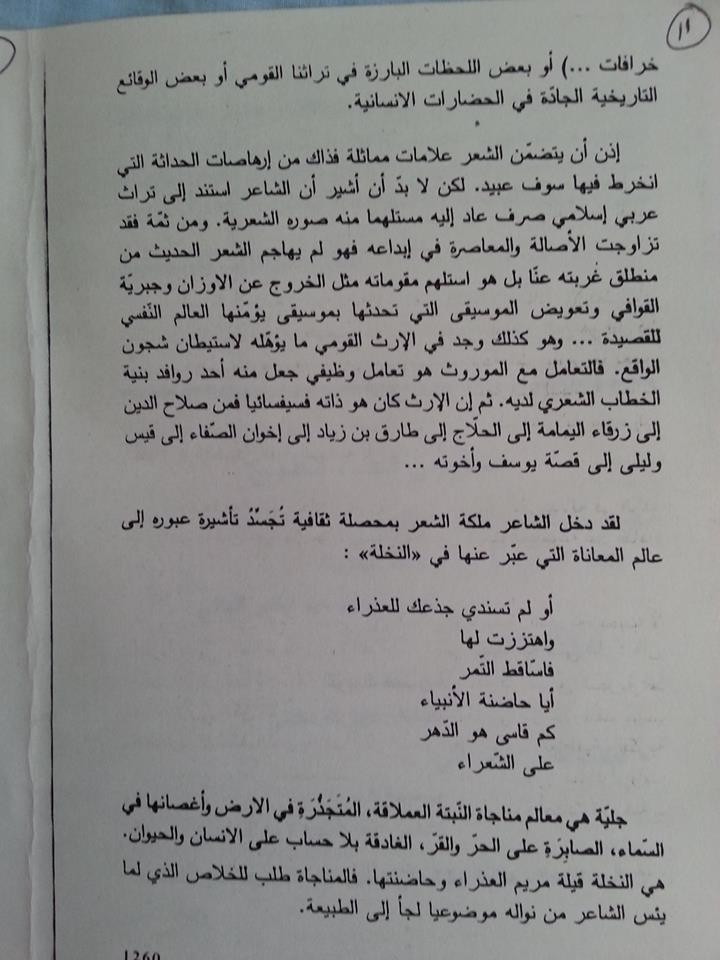 ١١
خرافات ...) أو بعض اللحظات البارزة في تراثنا القومي أو بعض الوقائع
التاريخية الجادّة في الحضارات الانسانية.
إذن أن يتضمّن الشعر علامات مماثلة فذاك من إرهاصات الحداثة التي
انخرط فيها سوف عبيد. لكن لا بدّ أن أشير أن الشاعر استند إلى تراث
عربي إسلامي صرف عاد إليه مستلهما منه صوره الشعرية. ومن ثمّة فقد
تزاوجت الأصالة والمعاصرة في إبداعه فهو لم يهاجم الشعر الحديث من
منطلق غربته عنّا بل هو استلهم مقوماته مثل الخروج عن الاوزان وجبريّة
القوافي وتعويض الموسيقى التي تحدثها بموسيقى يؤمّنها العالم النّفسي
للقصيدة ... وهو كذلك وجد في الإرث القومي ما يؤهّله لاستيطان شجون
الواقع. فالتعامل مع الموروث هو تعامل وظيفي جعل منه أحد روافد بنية
الخطاب الشعري لديه. ثم إن الإرث كان هو ذاته فسيفسائيا فمن صلاح الدين
إلى زرقاء اليمامة إلى الحلّاج إلى طارق بن زياد إلى إخوان الصّفاء إلى قيس
وليلى إلى قصّة يوسف وأخوته ...
لقد دخل الشاعر ملكة الشعر بمحصلة ثقافية تُجَسِّدُ تأشيرة عبوره إلى
عالم المعاناة التي عبّر عنها في «النخلة» :
أو لم تسندي جذعك للعذراء
واهتززت لها
فاسّاقط التّمر
أيا حاضنة الأنبياء
كم قاسى هو الدّهر
على الشّعراء
جليّة هي معالم مناجاة النّبتة العملاقة، المُتَجَذِّرَةِ في الارض وأغصانها في
السّماء، الصابِرَةِ على الحرّ والقرّ، الغادقة بلا حساب على الانسان والحيوان.
هي النخلة قيلة مريم العذراء وحاضنتها. فالمناجاة طلب للخلاص الذي لما
يئس الشاعر من نواله موضوعيا لجأ إلى الطبيعة.
1260